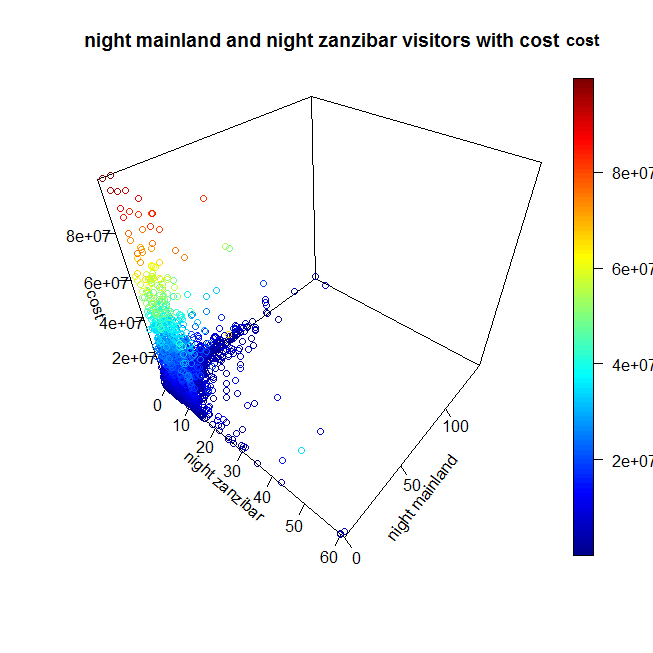 night mainland and night zanzibar visitors with cost cost
8e+07
6e+07
4e+07
2e+07
cost
0
10
20
30
40
50
60
night zanzibar
0
50
100
night mainland
8e+07
6e+07
4e+07
2e+07